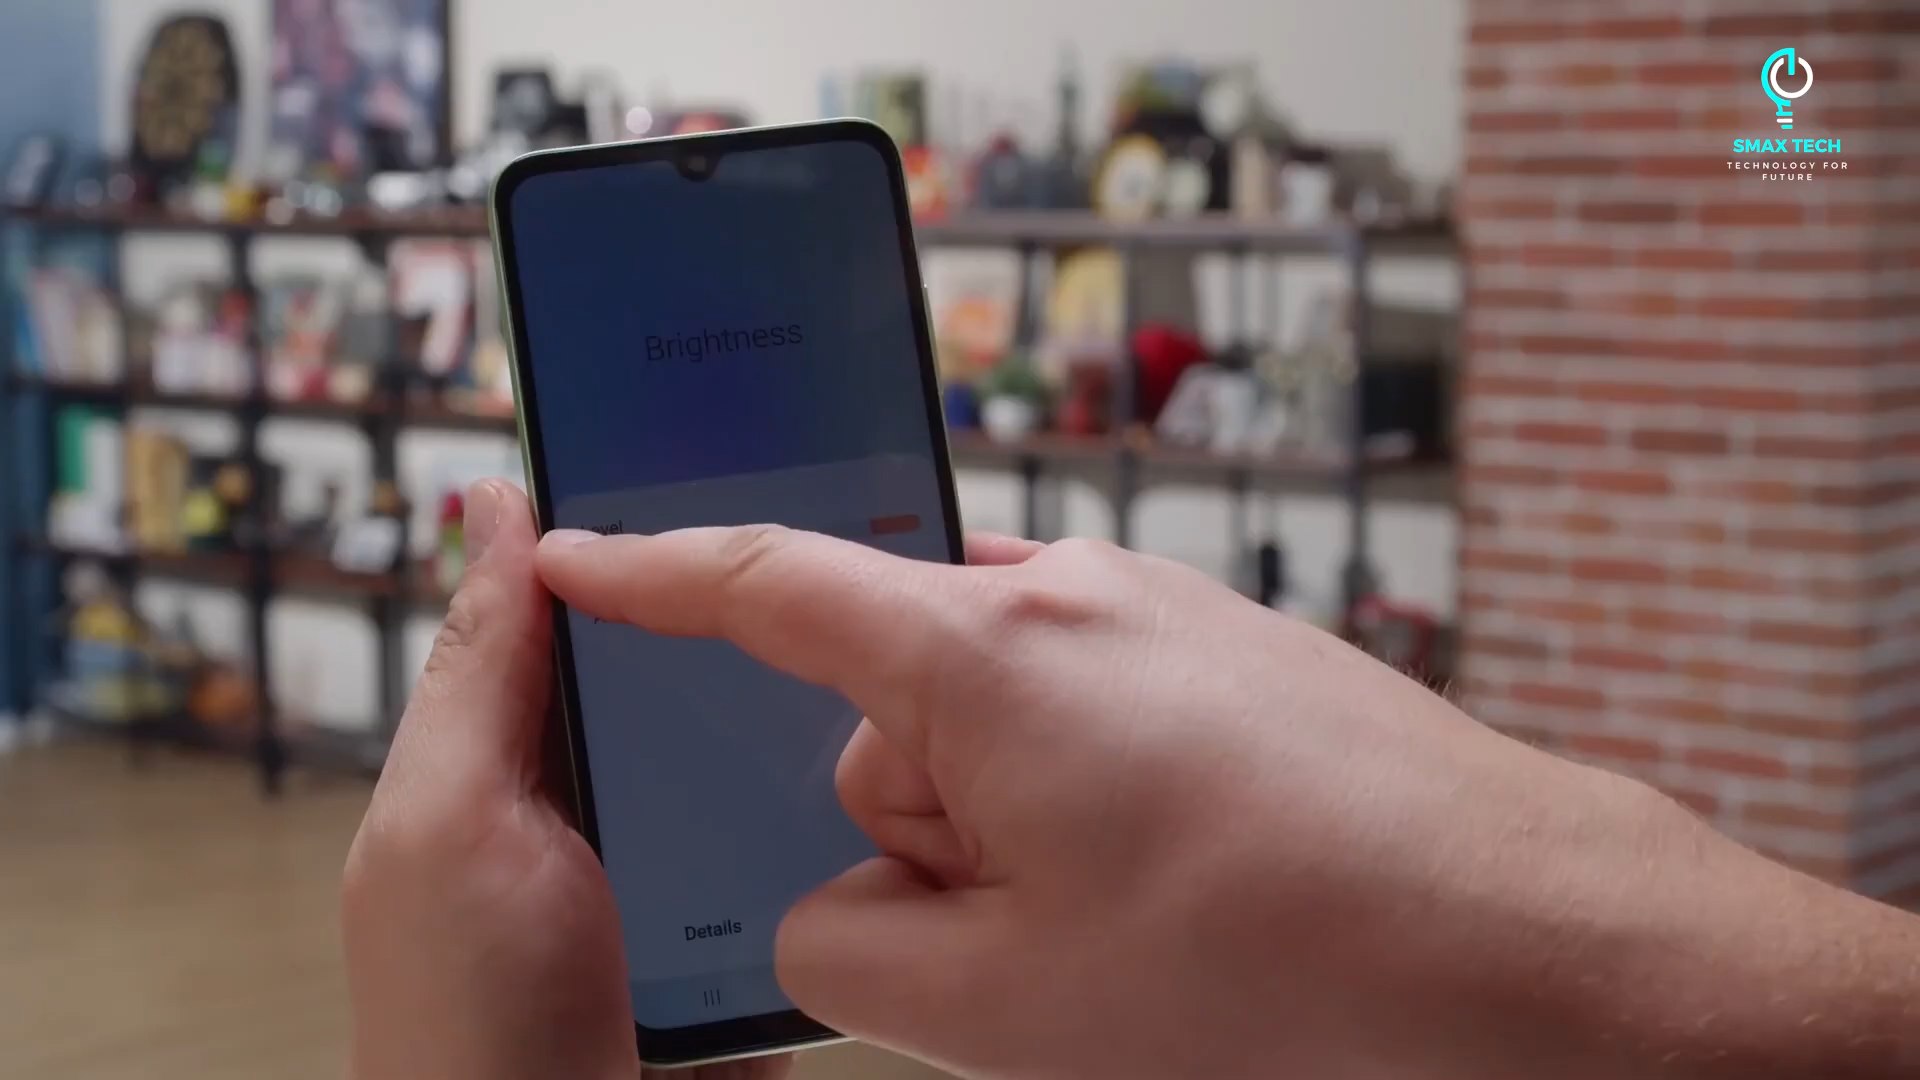 SMAX TECH
TECHNOLOGY FOR
FUTURE
Brightness
Level
Details